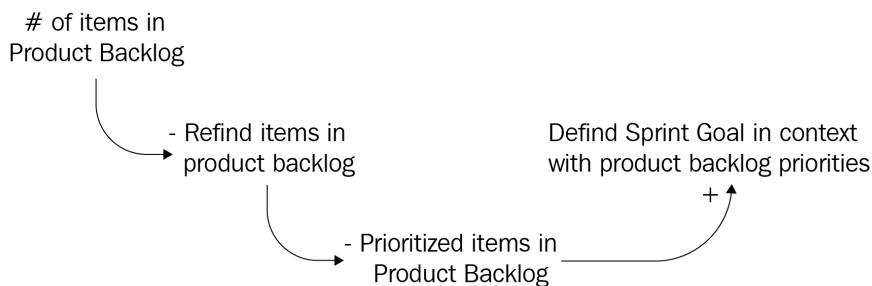 # of items in
Product Backlog
- Refind items in
product backlog
Defind Sprint Goal in context
with product backlog priorities
+
- Prioritized items in
Product Backlog